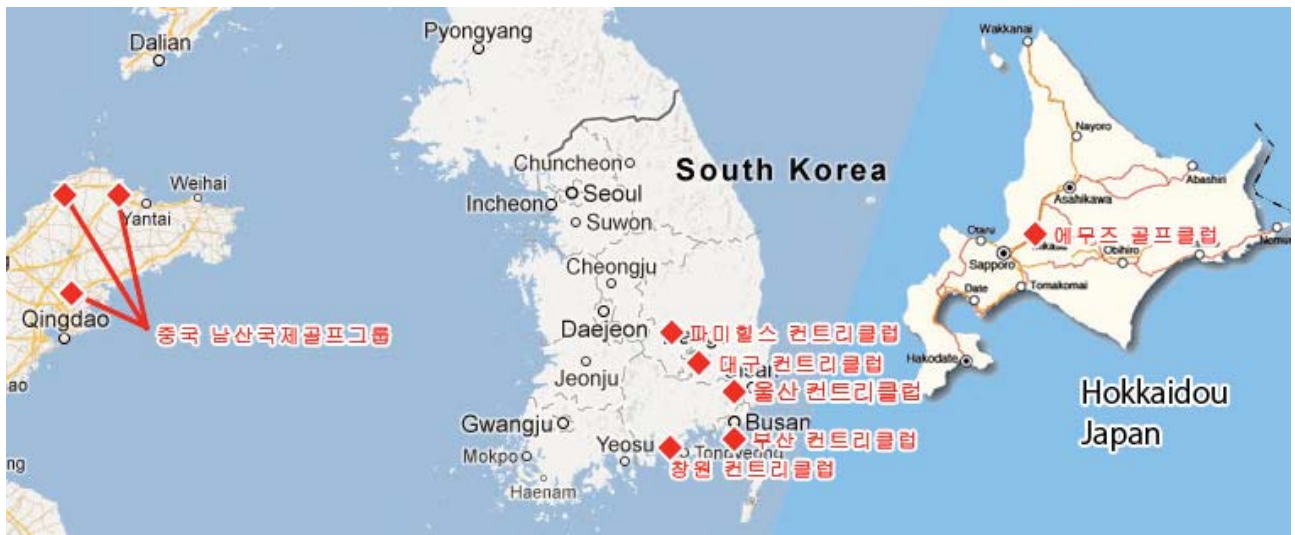 Dalian
Pyongyang
Weihai
Yantai
Qingdao
중국 남산국제골프그룹
ao
ng
Chuncheon
South Korea
Seoul
Incheon
Suwon
Cheongju
Daejeon
파미힐스 컨트리클럽
대구 컨트리클럽
Jeonju
울산 컨트리클럽
Gwangju
Busan
부산 컨트리클럽
Yeosu
Mokpo
Tongyeong
창원 컨트리클럽
Haenam
Wakkanai
Nayoro
Abashiri
Asahikawa
Otaru
에무즈 골프클럽
Sapporo
Obihiro
Date
Tomakomai
Hakodate
Hokkaidou
Japan